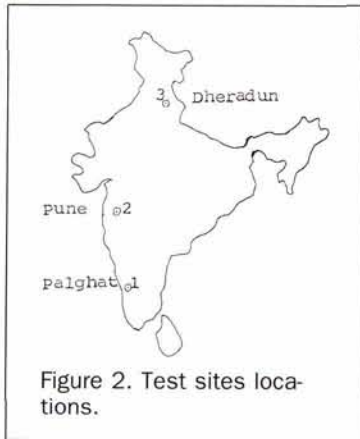 3 Dheradun
Pune 2
Palghat 1
Figure 2. Test sites loca-
tions.